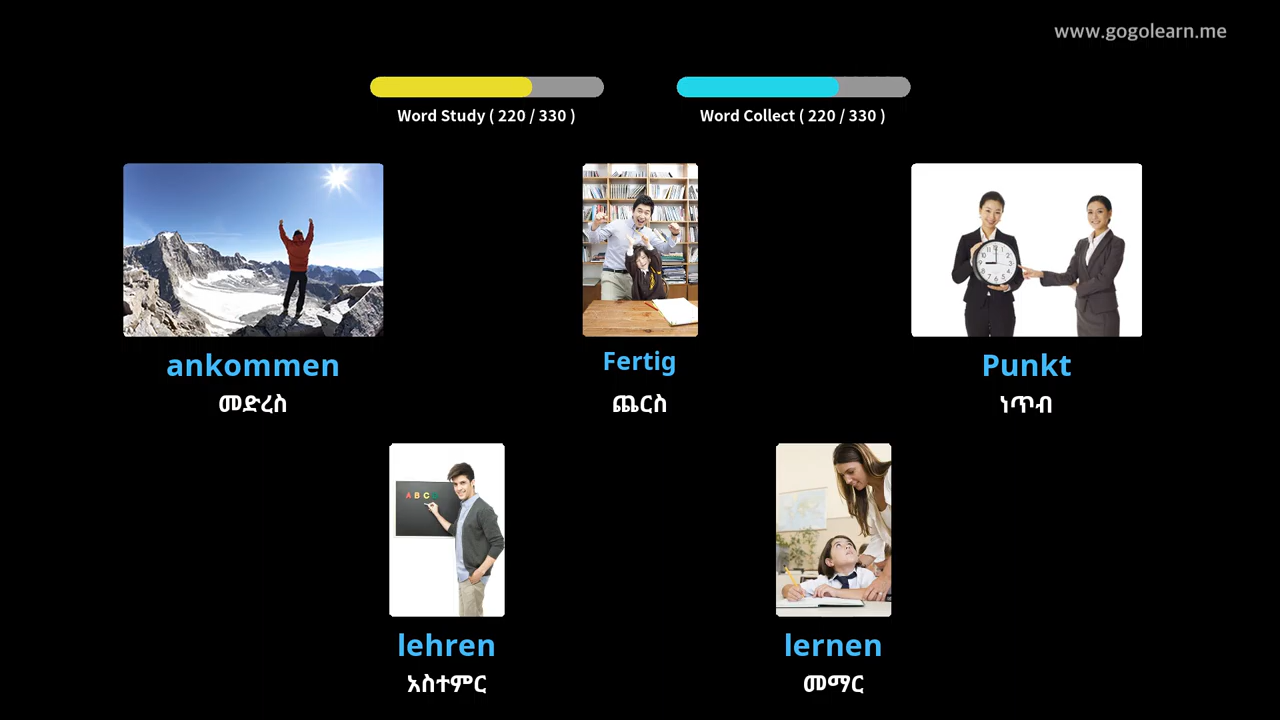 www.gogolearn.me
Word Study ( 220 / 330 )
Word Collect ( 220 / 330 )
ankommen
መድረስ
Fertig
ጨርስ
Punkt
ነጥብ
A B C D
lehren
አስተምር
lernen
መማር